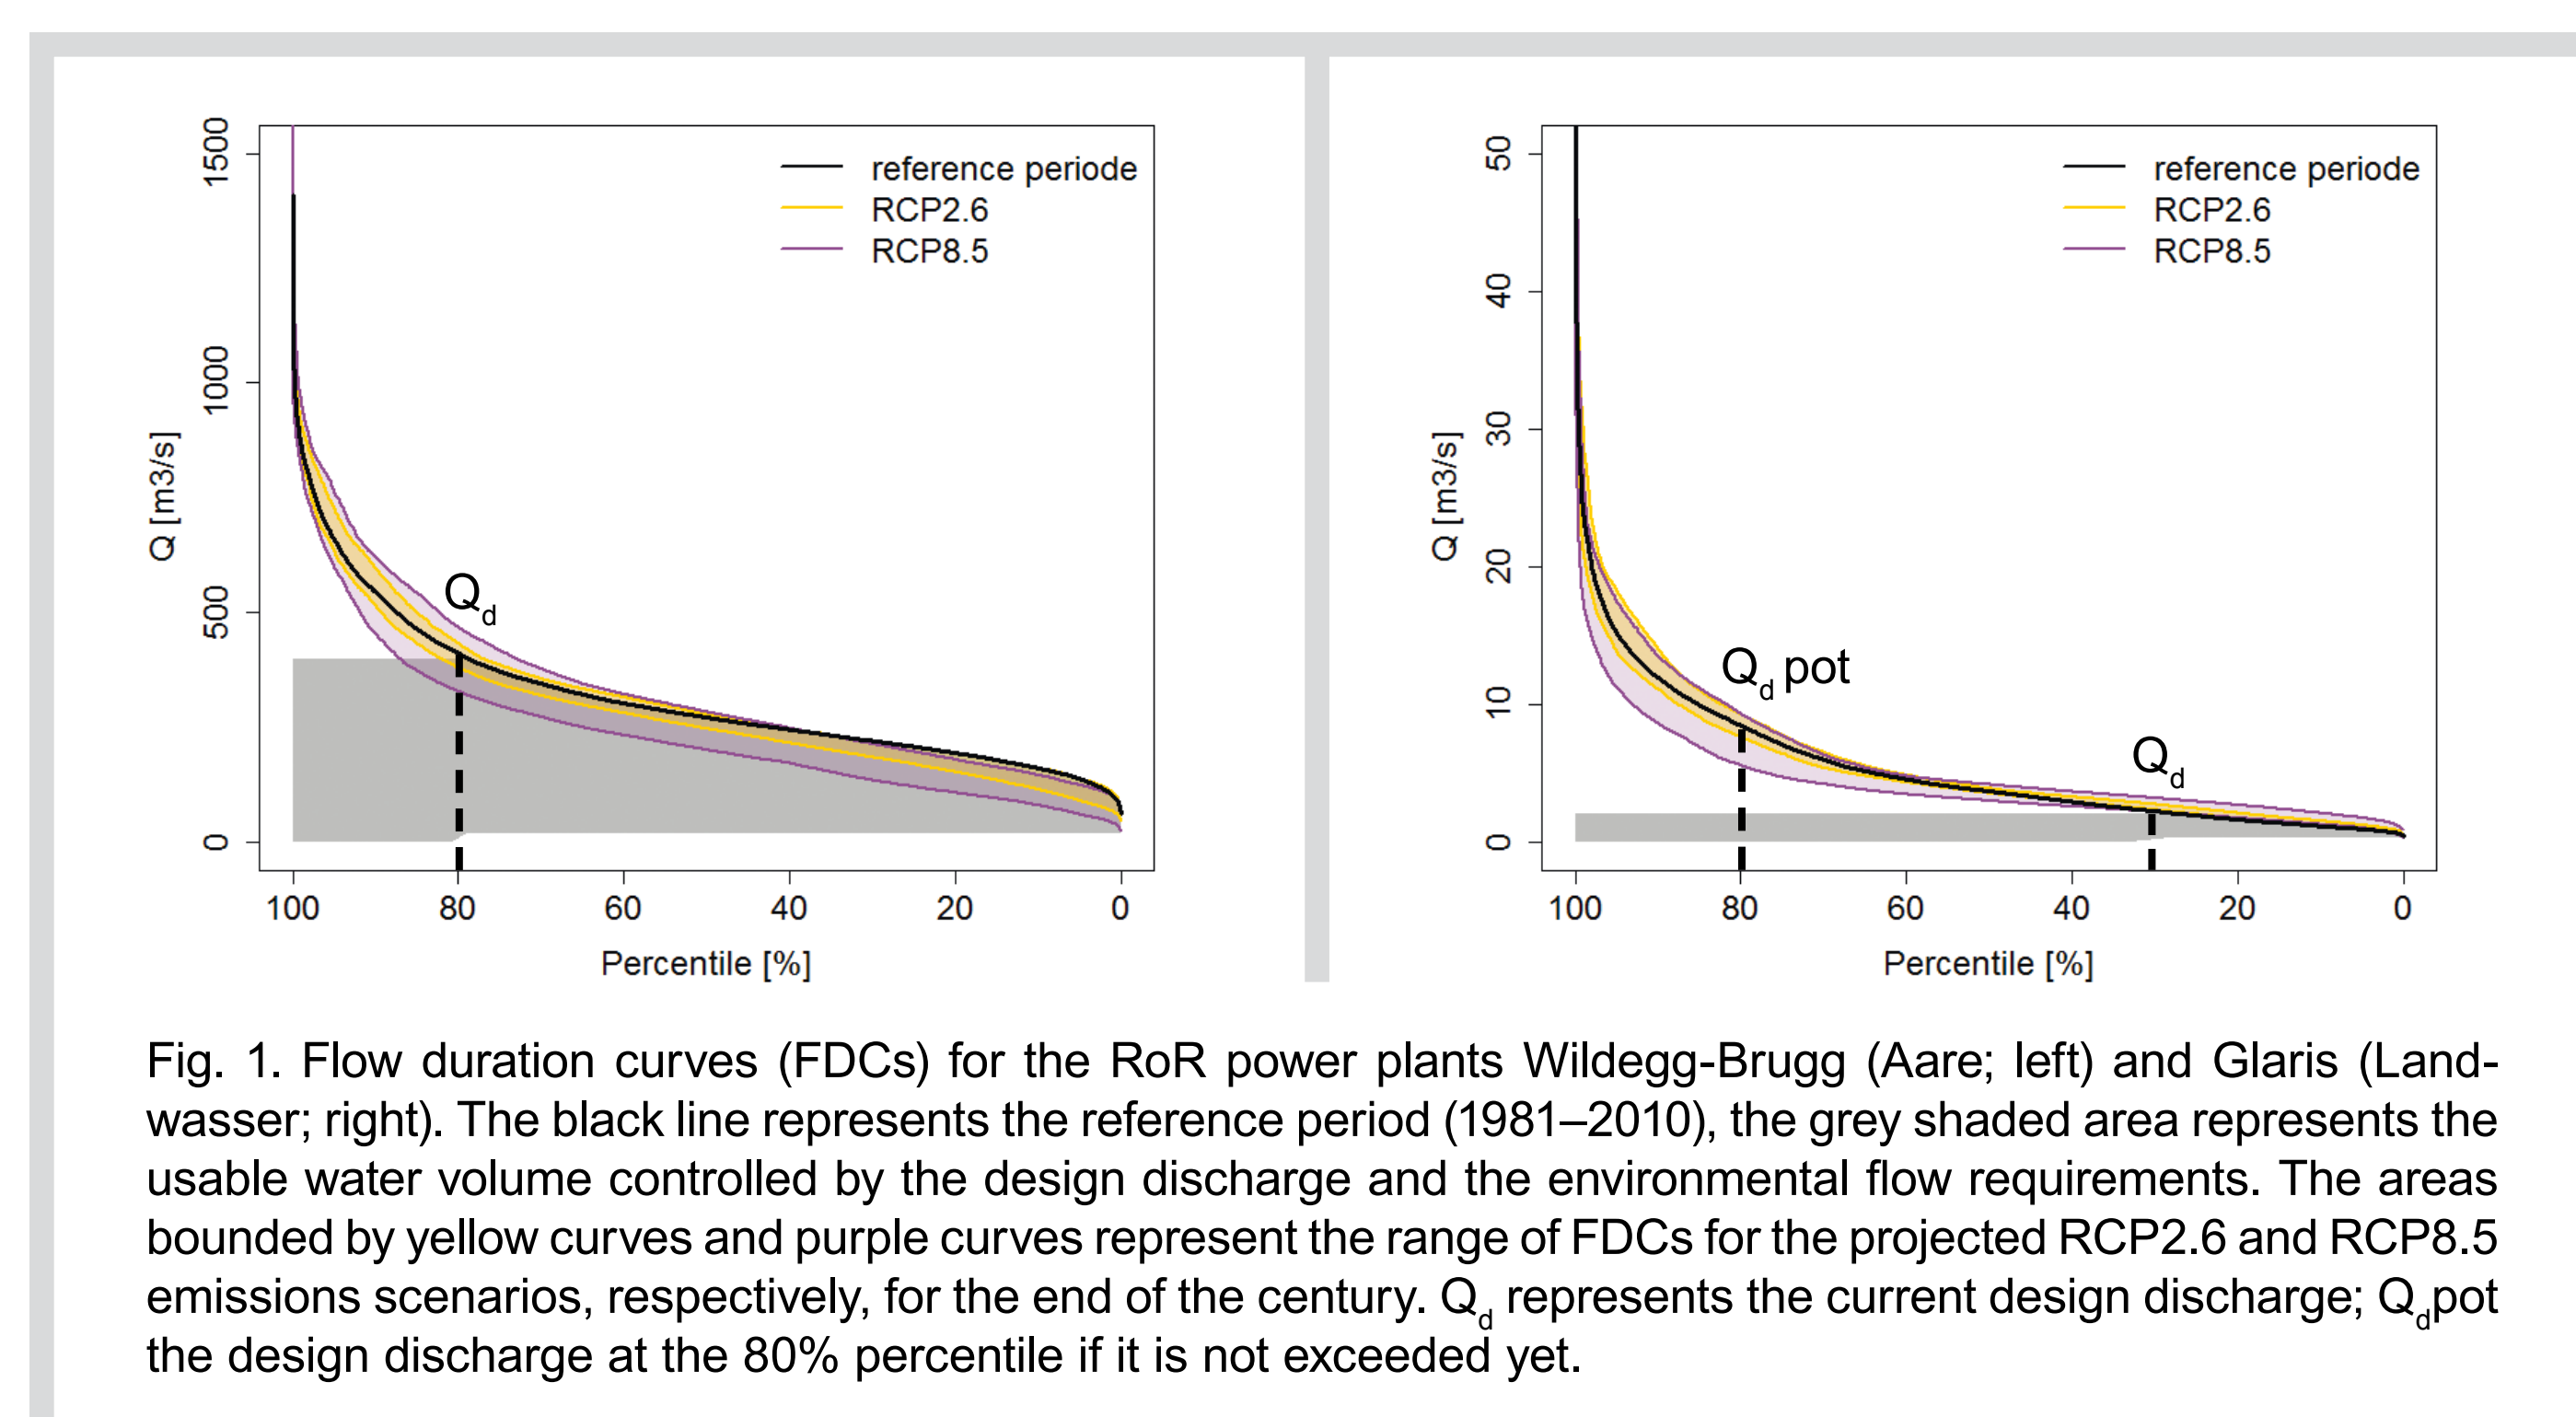 1500
1000
500
0
Q [m3/s]
reference periode
RCP2.6
RCP8.5
Qd
100 80 60 40 20 0
Percentile [%]
50
40
30
20
10
0
Q [m3/s]
reference periode
RCP2.6
RCP8.5
Qd pot
Qd
100 80 60 40 20 0
Percentile [%]
Fig. 1. Flow duration curves (FDCs) for the RoR power plants Wildegg-Brugg (Aare; left) and Glaris (Land-
wasser; right). The black line represents the reference period (1981–2010), the grey shaded area represents the
usable water volume controlled by the design discharge and the environmental flow requirements. The areas
bounded by yellow curves and purple curves represent the range of FDCs for the projected RCP2.6 and RCP8.5
emissions scenarios, respectively, for the end of the century. Qd represents the current design discharge; Qdpot
the design discharge at the 80% percentile if it is not exceeded yet.